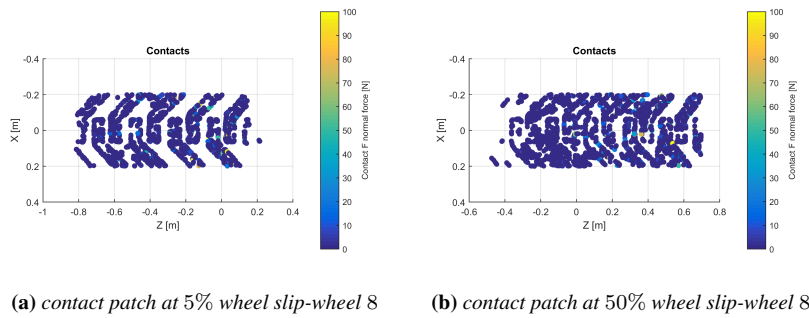 Contacts
-0.4
-0.2
0
0.2
0.4
X [m]
-1 -0.8 -0.6 -0.4 -0.2 0 0.2 0.4
Z [m]
100
90
80
70
60
50
40
30
20
10
0
Contact F normal force [N]
(a) contact patch at 5% wheel slip-wheel 8
Contacts
-0.4
-0.2
0
0.2
0.4
X [m]
-0.6 -0.4 -0.2 0 0.2 0.4 0.6 0.8
Z [m]
100
90
80
70
60
50
40
30
20
10
0
Contact F normal force [N]
(b) contact patch at 50% wheel slip-wheel 8